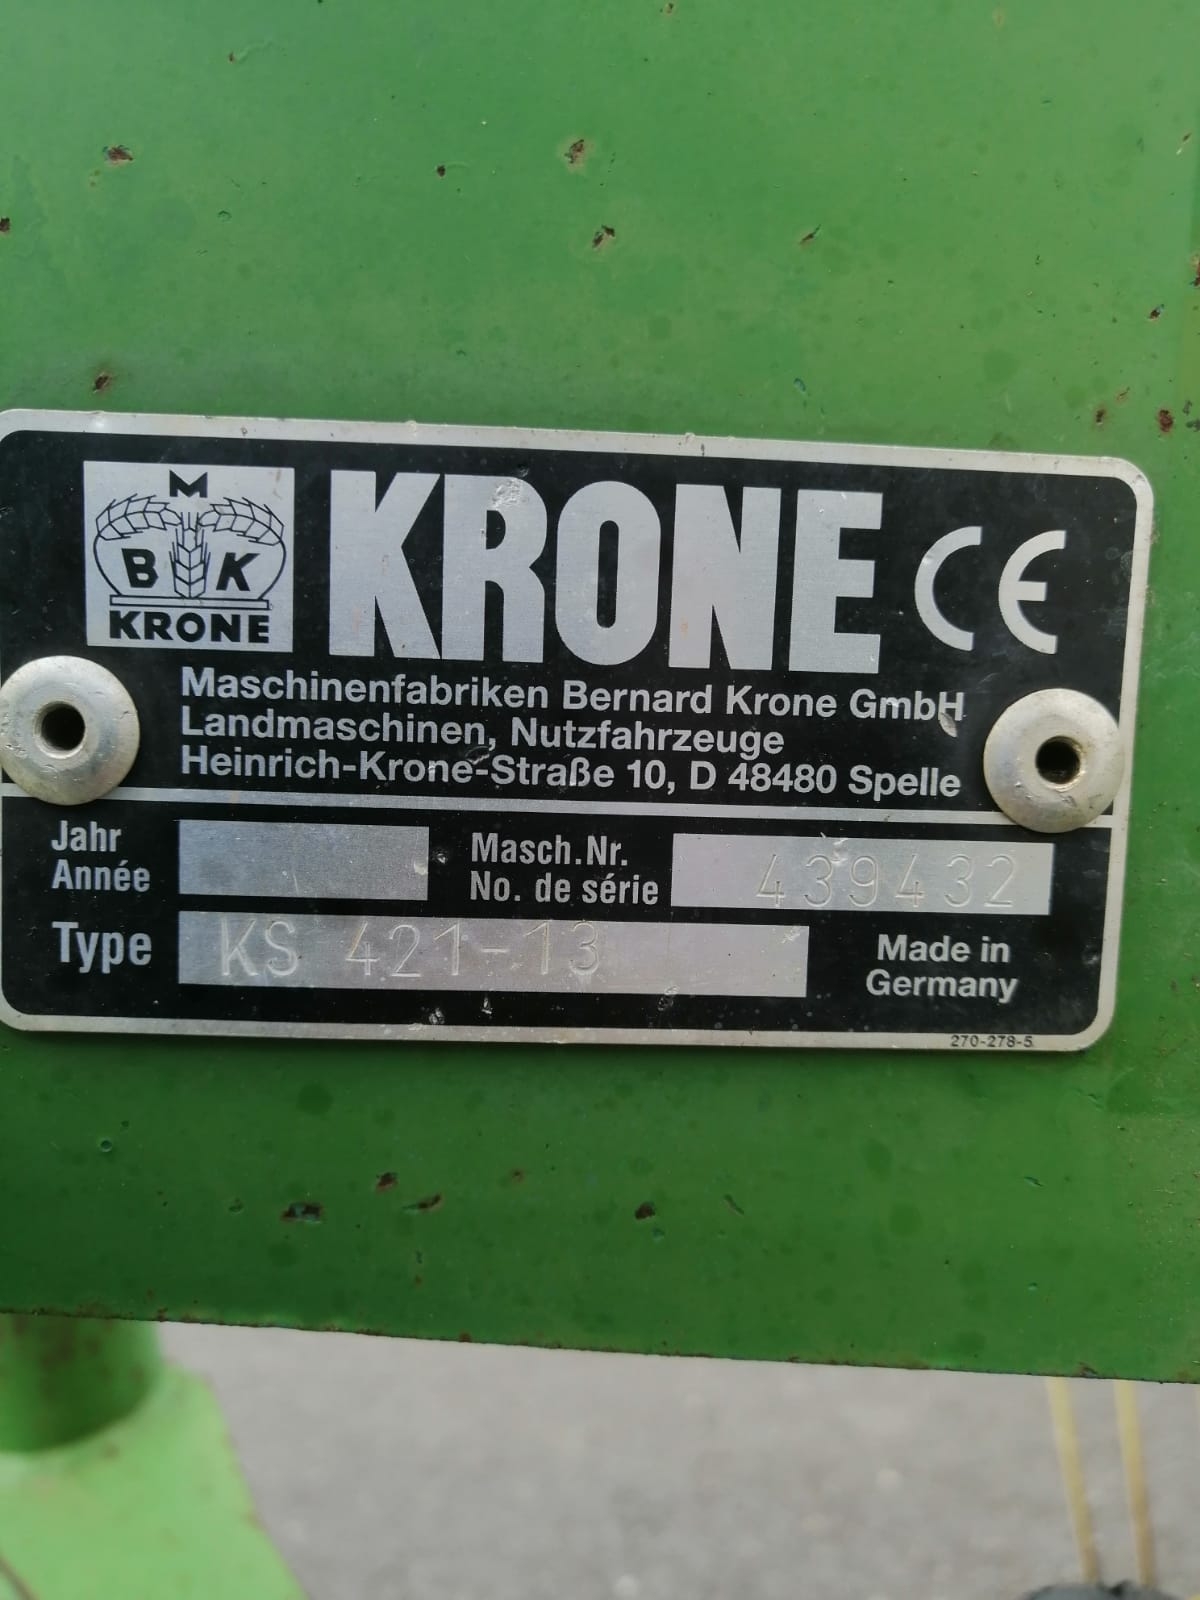 M
B K
KRONE
KRONE CE
Maschinenfabriken Bernard Krone GmbH
Landmaschinen, Nutzfahrzeuge
Heinrich-Krone-Straße 10, D 48480 Spelle
Jahr
Année
Masch.Nr.
No. de série
439432
Type
KS 421-13
Made in
Germany
270-278-5